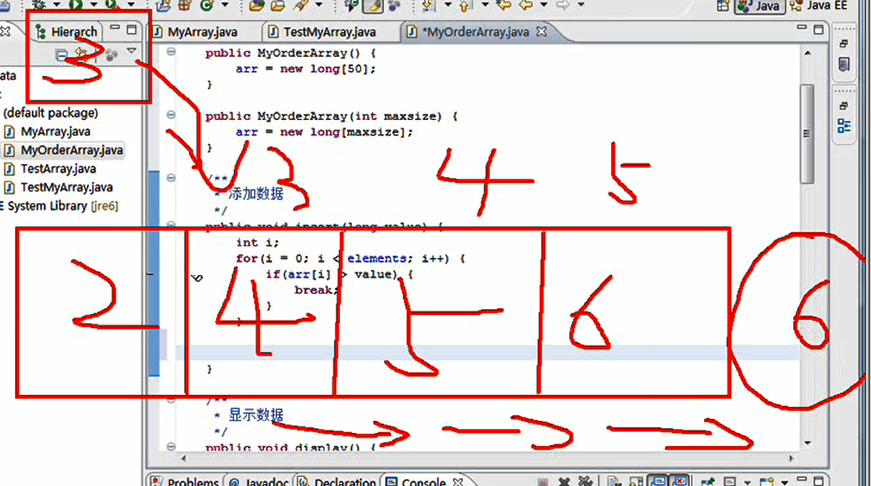 Java
Java EE
Hierarch
MyArray.java
TestMyArray.java
*MyOrderArray.java
3
ata
(default package)
MyArray.java
MyOrderArray.java
TestArray.java
TestMyArray.java
E System Library [jre6]
public MyOrderArray() {
arr = new long[50];
}
public MyOrderArray(int maxsize) {
arr = new long[maxsize];
}
/**
* 添加数据
*/
3 4 5
public void insert(long value) {
int i;
for(i = 0; i < elements; i++) {
if(arr[i] > value) {
break;
}
}
2 4 5 6 6
}
/**
* 显示数据
*/
public void display() {
Problems
@ Javadoc
Declaration
Console